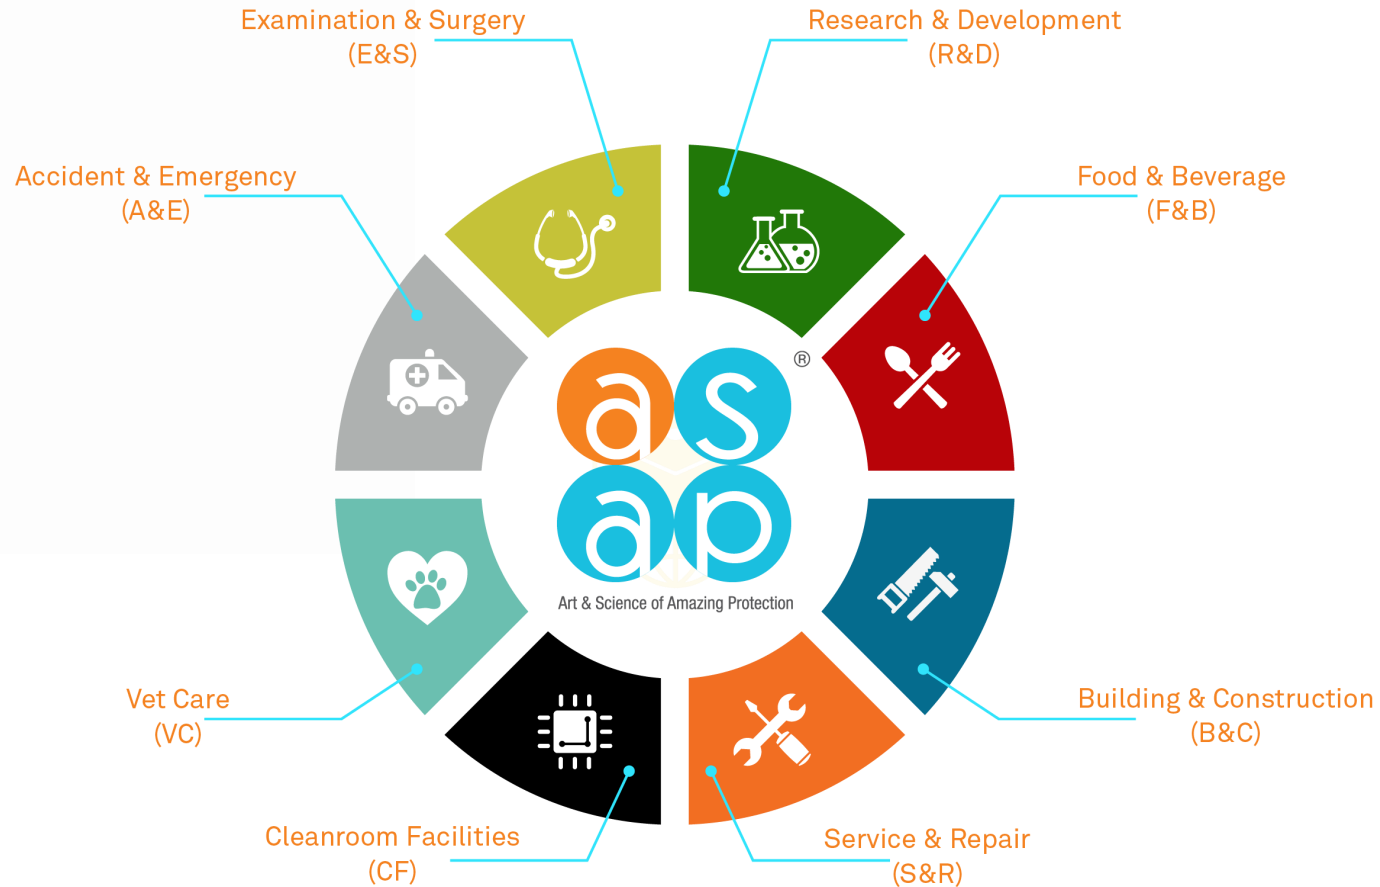 Examination & Surgery
(E&S)
Research & Development
(R&D)
Accident & Emergency
(A&E)
Food & Beverage
(F&B)
as®
ap
Art & Science of Amazing Protection
Vet Care
(VC)
Building & Construction
(B&C)
Cleanroom Facilities
(CF)
Service & Repair
(S&R)